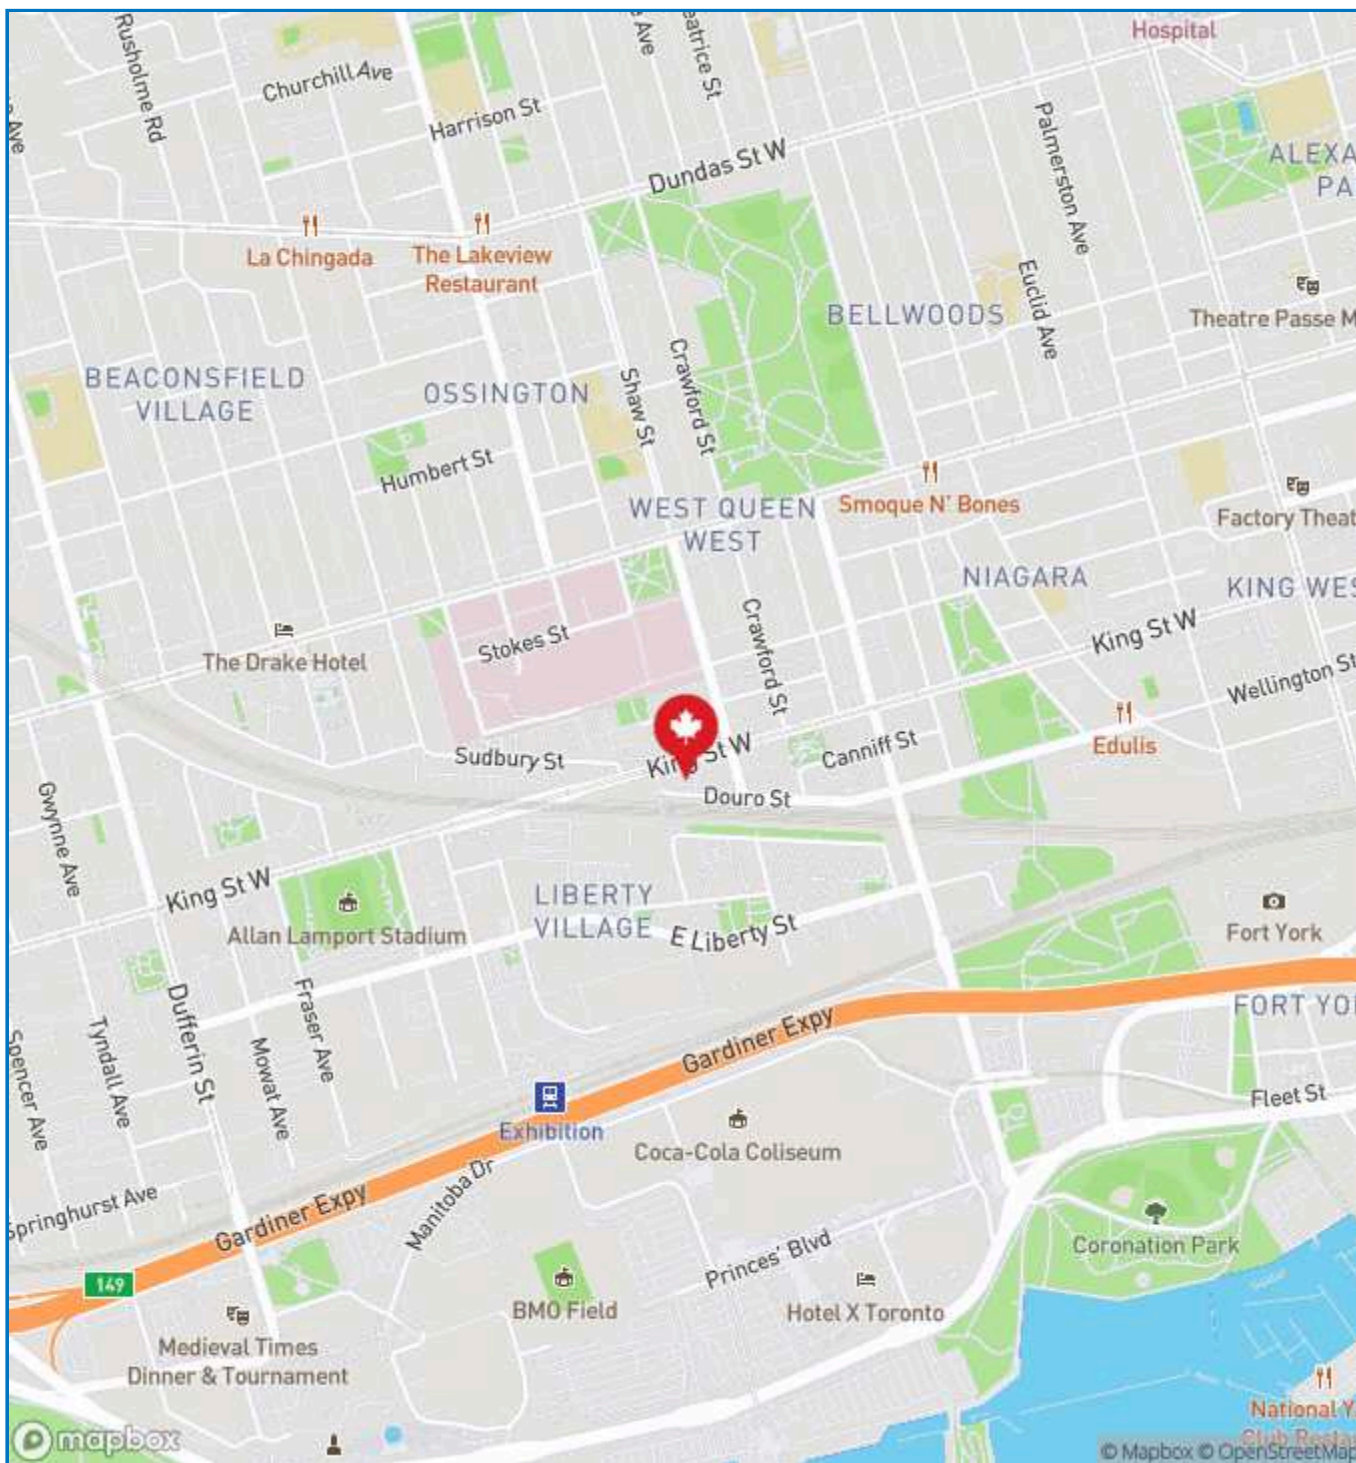 Hospital
Rusholme Rd
Churchill Ave
Harrison St
Dundas St W
Palmerston Ave
La Chingada
The Lakeview
Restaurant
BELLWOODS
Euclid Ave
Theatre Passe M
BEACONSFIELD
VILLAGE
OSSINGTON
Shaw St
Crawford St
Humbert St
WEST QUEEN
WEST
Smoque N' Bones
Factory Theat
NIAGARA
KING WES
The Drake Hotel
Stokes St
Crawford St
King St W
Wellington St
Edulis
Sudbury St
King St W
Canniff St
Douro St
Gwynne Ave
King St W
Allan Lamport Stadium
LIBERTY
VILLAGE
E Liberty St
Fort York
FORT YO
Dufferin St
Fraser Ave
Mowat Ave
Tyndall Ave
Spencer Ave
Gardiner Expy
Exhibition
Coca-Cola Coliseum
Fleet St
Springhurst Ave
Gardiner Expy
Manitoba Dr
Princes' Blvd
Coronation Park
149
BMO Field
Hotel X Toronto
Medieval Times
Dinner & Tournament
National Y
mapbox
© Mapbox © OpenStreetMap